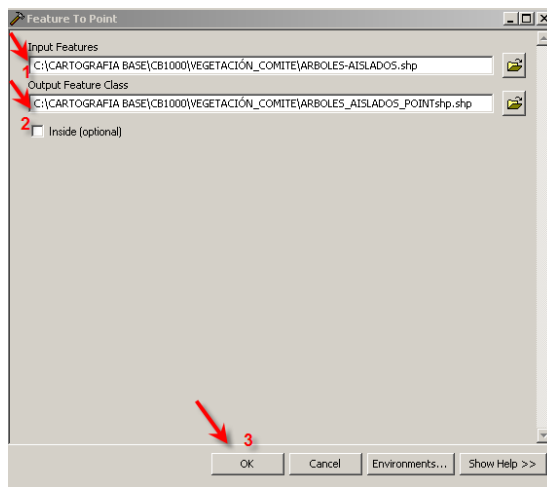 Feature To Point
Input Features
1
C:\CARTOGRAFIA BASE\CB1000\VEGETACIÓN_COMITE\ARBOLES-AISLADOS.shp
Output Feature Class
C:\CARTOGRAFIA BASE\CB1000\VEGETACIÓN_COMITE\ARBOLES_AISLADOS_POINTshp.shp
2
Inside (optional)
3
OK
Cancel
Environments...
Show Help >>